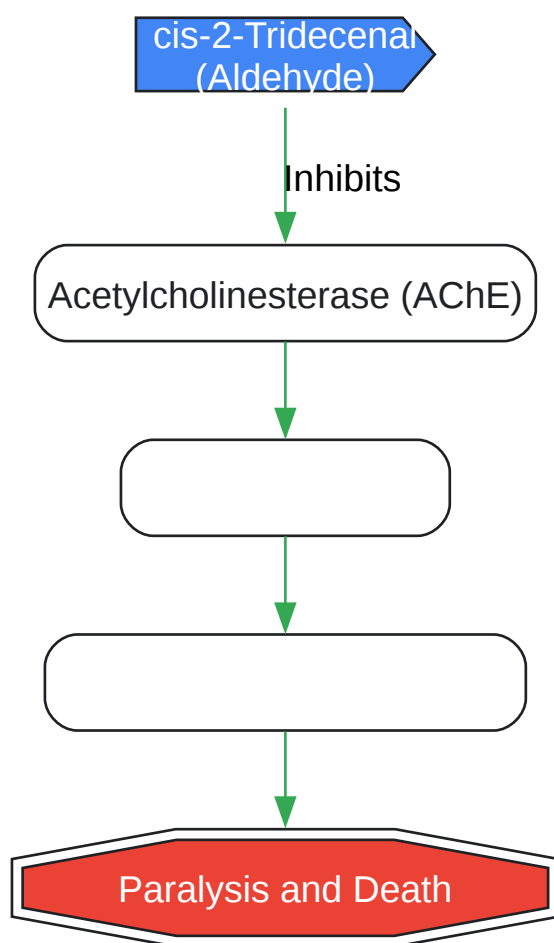 cis-2-Tridecenal
(Aldehyde)
Inhibits
Acetylcholinesterase (AChE)
Paralysis and Death